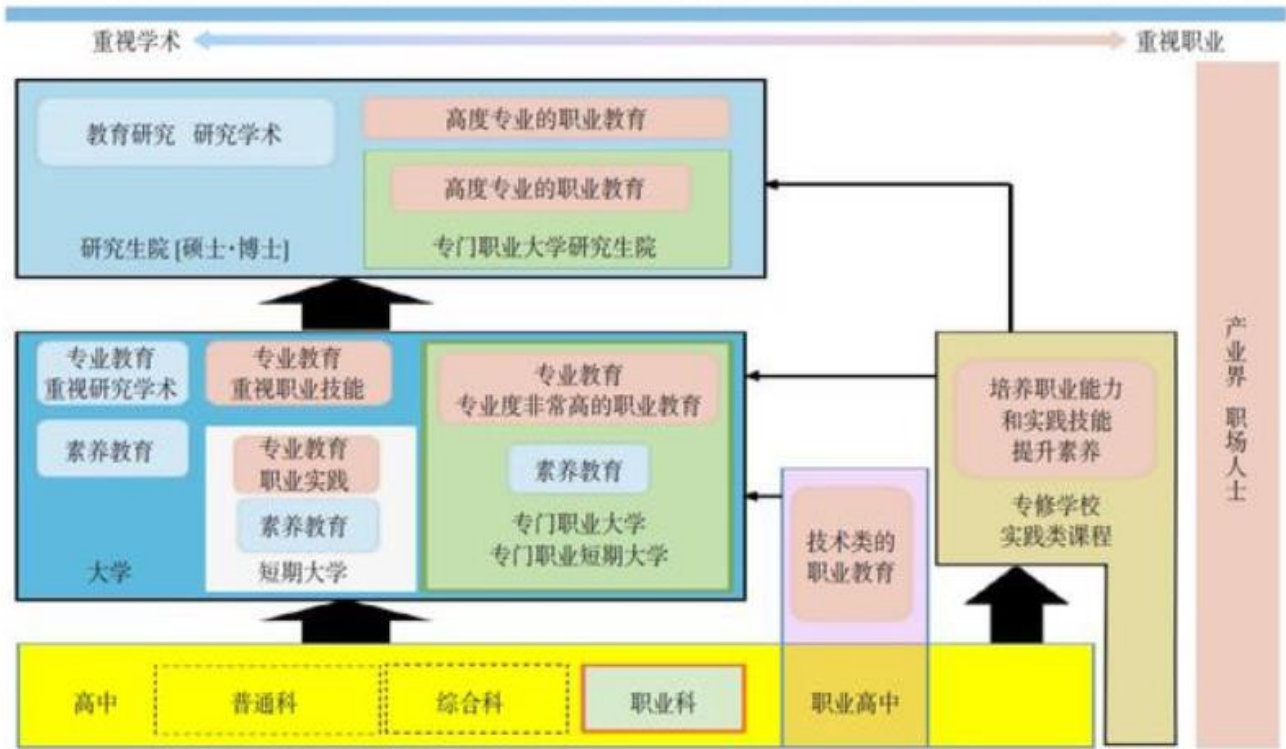 重视学术
重视职业
教育研究 研究学术
高度专业的职业教育
高度专业的职业教育
研究生院[硕士·博士]
专门职业大学研究生院
专业教育
重视研究学术
素养教育
大学
专业教育
重视职业技能
专业教育
职业实践
素养教育
短期大学
专业教育
专业度非常高的职业教育
素养教育
专门职业大学
专门职业短期大学
技术类的
职业教育
培养职业能力
和实践技能
提升素养
专修学校
实践类课程
产业界 职场人士
高中
普通科
综合科
职业科
职业高中